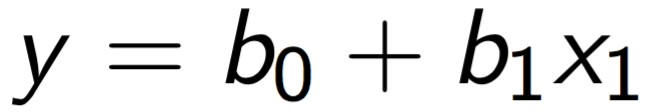 y = b₀ + b₁x₁